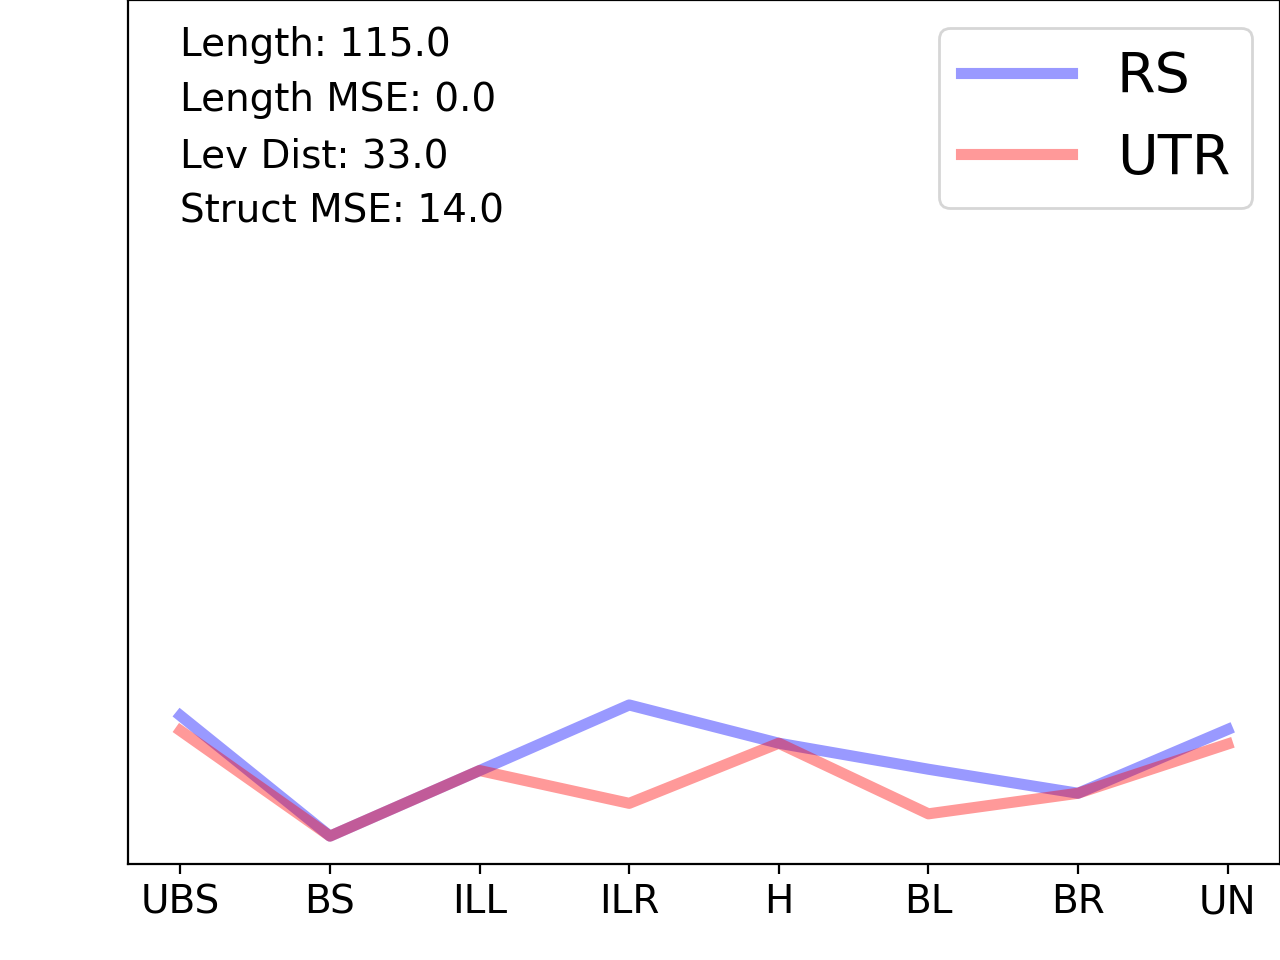 Length: 115.0
Length MSE: 0.0
Lev Dist: 33.0
Struct MSE: 14.0
RS
UTR
UBS BS ILL ILR H BL BR UN